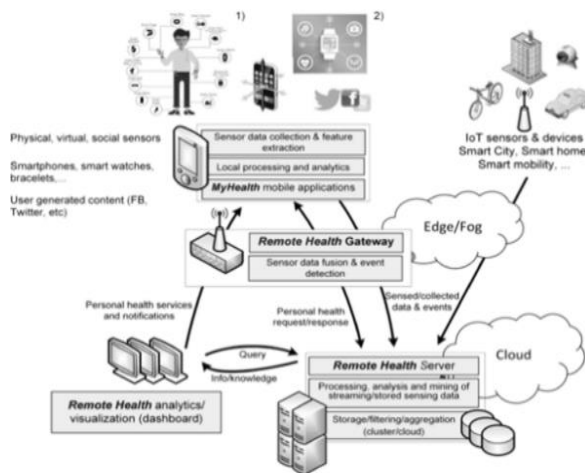 1)
2)
Physical, virtual, social sensors
Smartphones, smart watches,
bracelets,...
User generated content (FB,
Twitter, etc)
Sensor data collection & feature
extraction
Local processing and analytics
MyHealth mobile applications
IoT sensors & devices
Smart City, Smart home
Smart mobility, ...
Remote Health Gateway
Sensor data fusion & event
detection
Edge/Fog
Personal health services
and notifications
Personal health
request/response
Sensed/collected
data & events
Query
Info/knowledge
Cloud
Remote Health Server
Processing, analysis and mining of
streaming/stored sensing data
Storage/filtering/aggregation
(cluster/cloud)
Remote Health analytics/
visualization (dashboard)